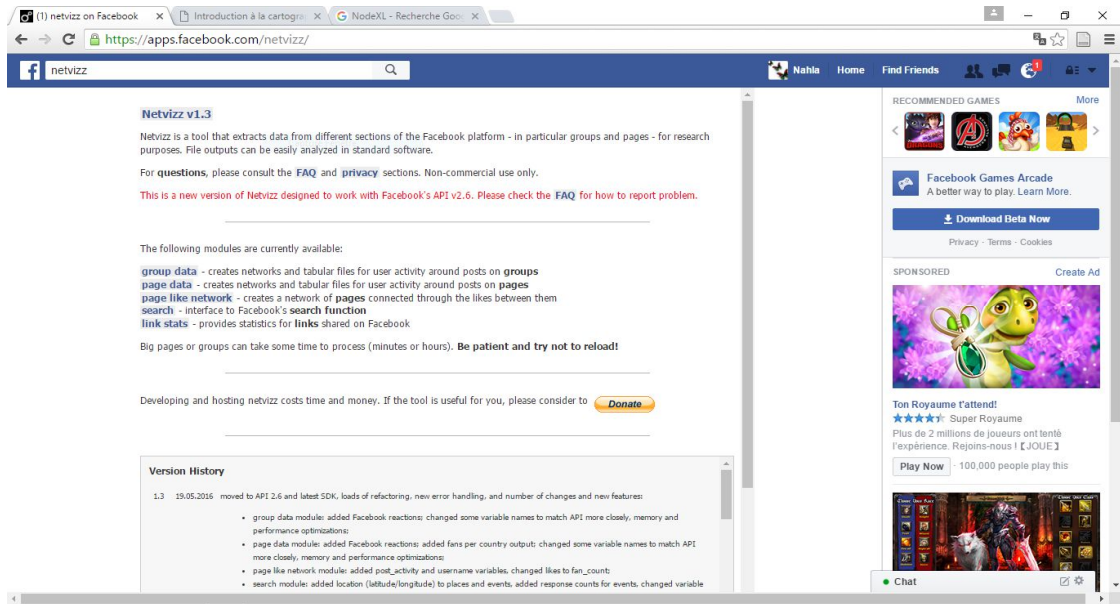 (1) netvizz on Facebook
Introduction à la cartogra
NodeXL - Recherche Goo
https://apps.facebook.com/netvizz/
netvizz
Nahla
Home
Find Friends
1
Netvizz v1.3
Netvizz is a tool that extracts data from different sections of the Facebook platform - in particular groups and pages - for research
purposes. File outputs can be easily analyzed in standard software.
For questions, please consult the FAQ and privacy sections. Non-commercial use only.
This is a new version of Netvizz designed to work with Facebook's API v2.6. Please check the FAQ for how to report problem.
The following modules are currently available:
group data - creates networks and tabular files for user activity around posts on groups
page data - creates networks and tabular files for user activity around posts on pages
page like network - creates a network of pages connected through the likes between them
search - interface to Facebook's search function
link stats - provides statistics for links shared on Facebook
Big pages or groups can take some time to process (minutes or hours). Be patient and try not to reload!
Developing and hosting netvizz costs time and money. If the tool is useful for you, please consider to Donate
Version History
1.3 19.05.2016 moved to API 2.6 and latest SDK, loads of refactoring, new error handling, and number of changes and new features:
• group data module: added Facebook reactions; changed some variable names to match API more closely, memory and
performance optimizations;
• page data module: added Facebook reactions; added fans per country output; changed some variable names to match API
more closely, memory and performance optimizations;
• page like network module: added post_activity and username variables, changed likes to fan_count;
• search module: added location (latitude/longitude) to places and events, added response counts for events, changed variable
RECOMMENDED GAMES
More
Facebook Games Arcade
A better way to play. Learn More.
Download Beta Now
Privacy · Terms · Cookies
SPONSORED
Create Ad
Ton Royaume t'attend!
Super Royaume
Plus de 2 millions de joueurs ont tenté
l'expérience. Rejoins-nous !【JOUE】
Play Now · 100,000 people play this
Chat